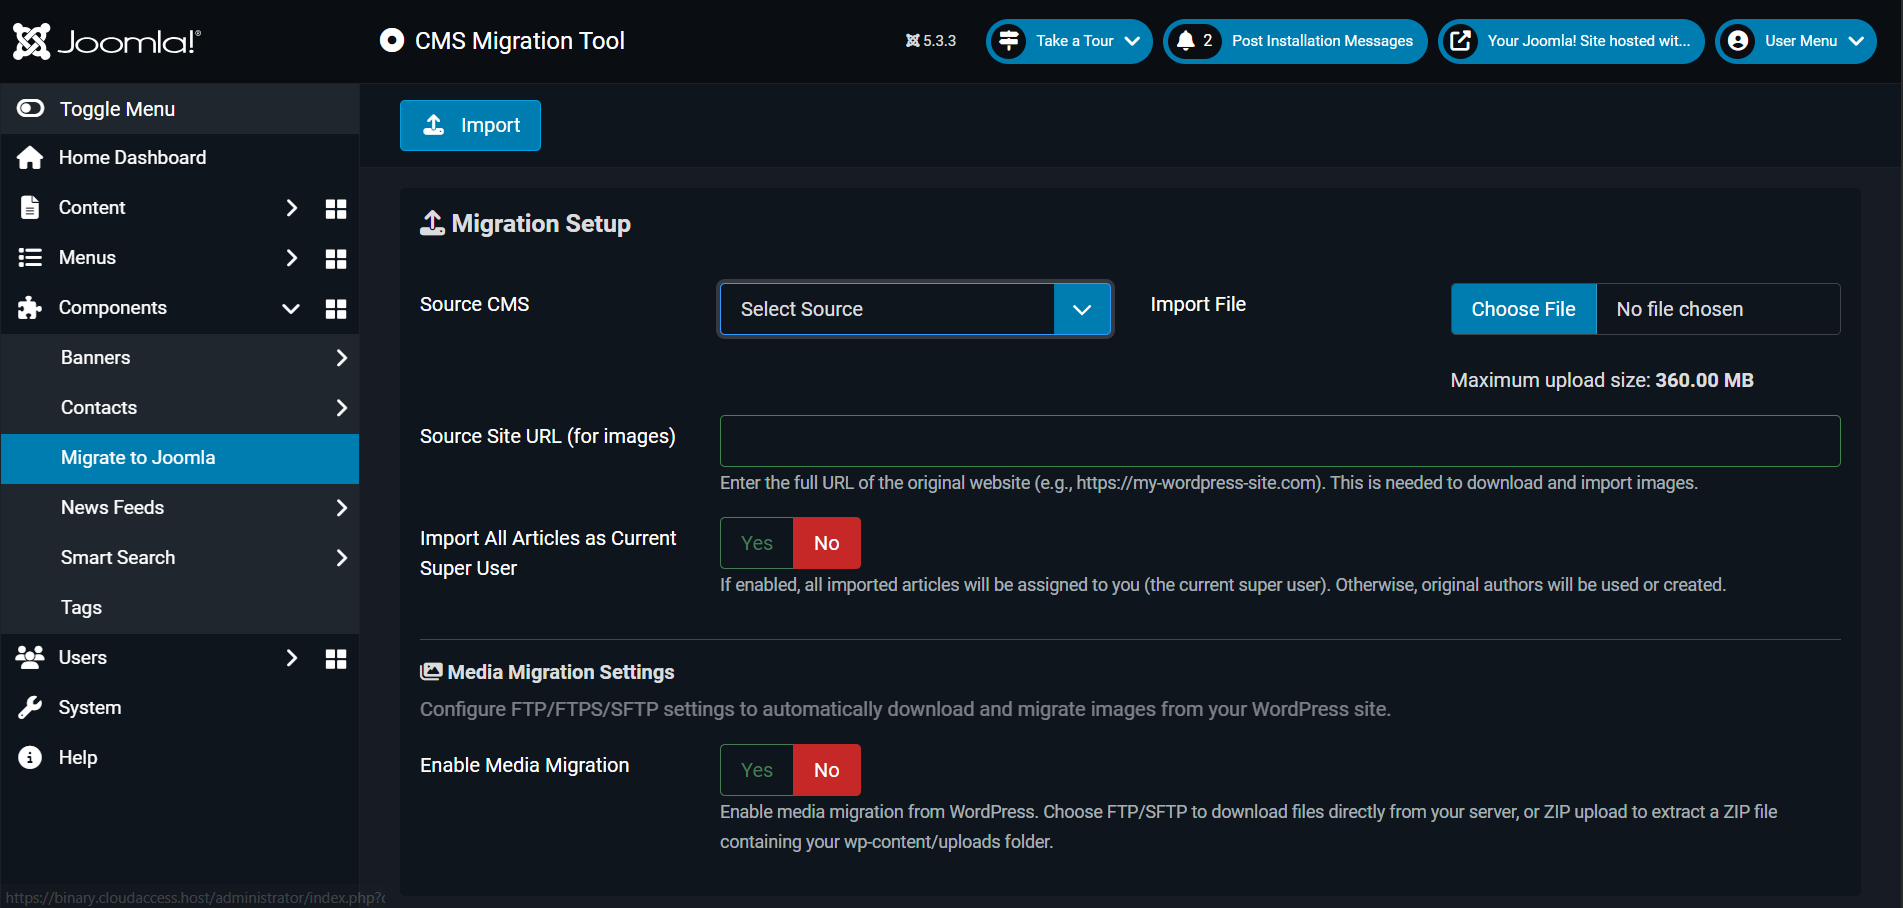 Joomla!®
CMS Migration Tool
5.3.3
Take a Tour
2
Post Installation Messages
Your Joomla! Site hosted wit...
User Menu
Toggle Menu
Home Dashboard
Content
Menus
Components
Banners
Contacts
Migrate to Joomla
News Feeds
Smart Search
Tags
Users
System
Help
Import
Migration Setup
Source CMS
Select Source
Import File
Choose File
No file chosen
Maximum upload size: 360.00 MB
Source Site URL (for images)
Enter the full URL of the original website (e.g., https://my-wordpress-site.com). This is needed to download and import images.
Import All Articles as Current
Super User
Yes
No
If enabled, all imported articles will be assigned to you (the current super user). Otherwise, original authors will be used or created.
Media Migration Settings
Configure FTP/FTPS/SFTP settings to automatically download and migrate images from your WordPress site.
Enable Media Migration
Yes
No
Enable media migration from WordPress. Choose FTP/SFTP to download files directly from your server, or ZIP upload to extract a ZIP file
containing your wp-content/uploads folder.
https://binary.cloudaccess.host/administrator/index.php?